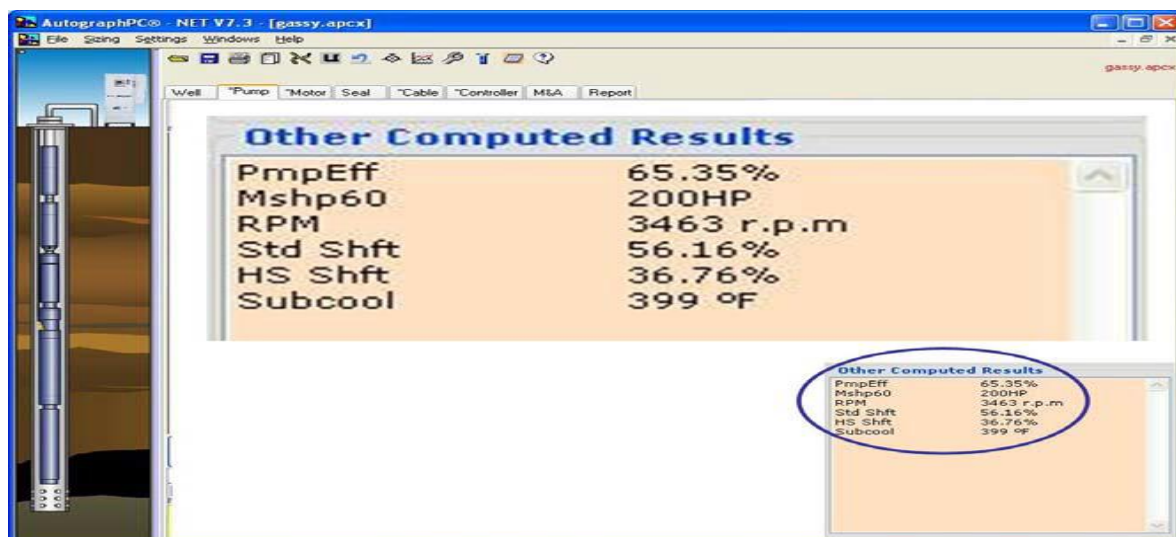 AutographPC® - .NET V7.3 - [gassy.apcx]
File Sizing Settings Windows Help
gassy.apcx
Well *Pump *Motor Seal *Cable *Controller M&A Report
Other Computed Results
PmpEff 65.35%
Mshp60 200HP
RPM 3463 r.p.m
Std Shft 56.16%
HS Shft 36.76%
Subcool 399 ºF
Other Computed Results
PmpEff 65.35%
Mshp60 200HP
RPM 3463 r.p.m
Std Shft 56.16%
HS Shft 36.76%
Subcool 399 ºF